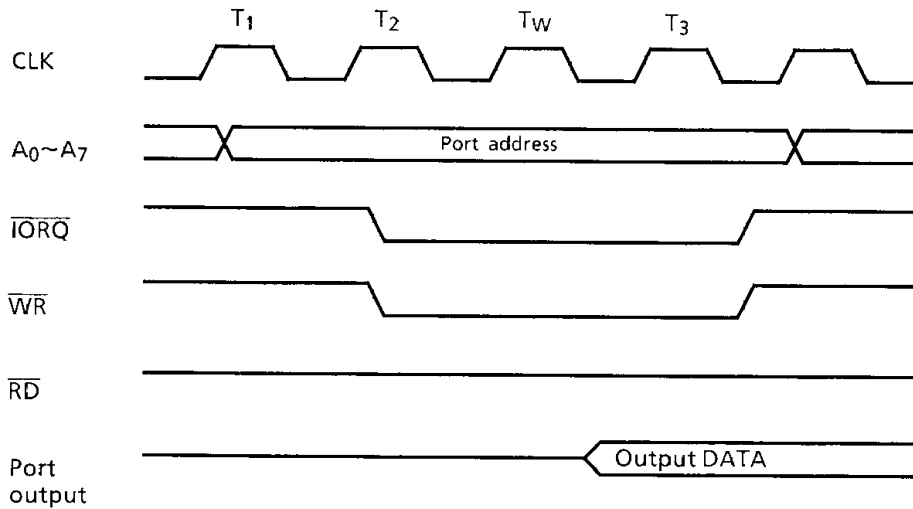 T1 T2 TW T3
CLK
A0~A7 Port address
IORQ
WR
RD
Port output Output DATA